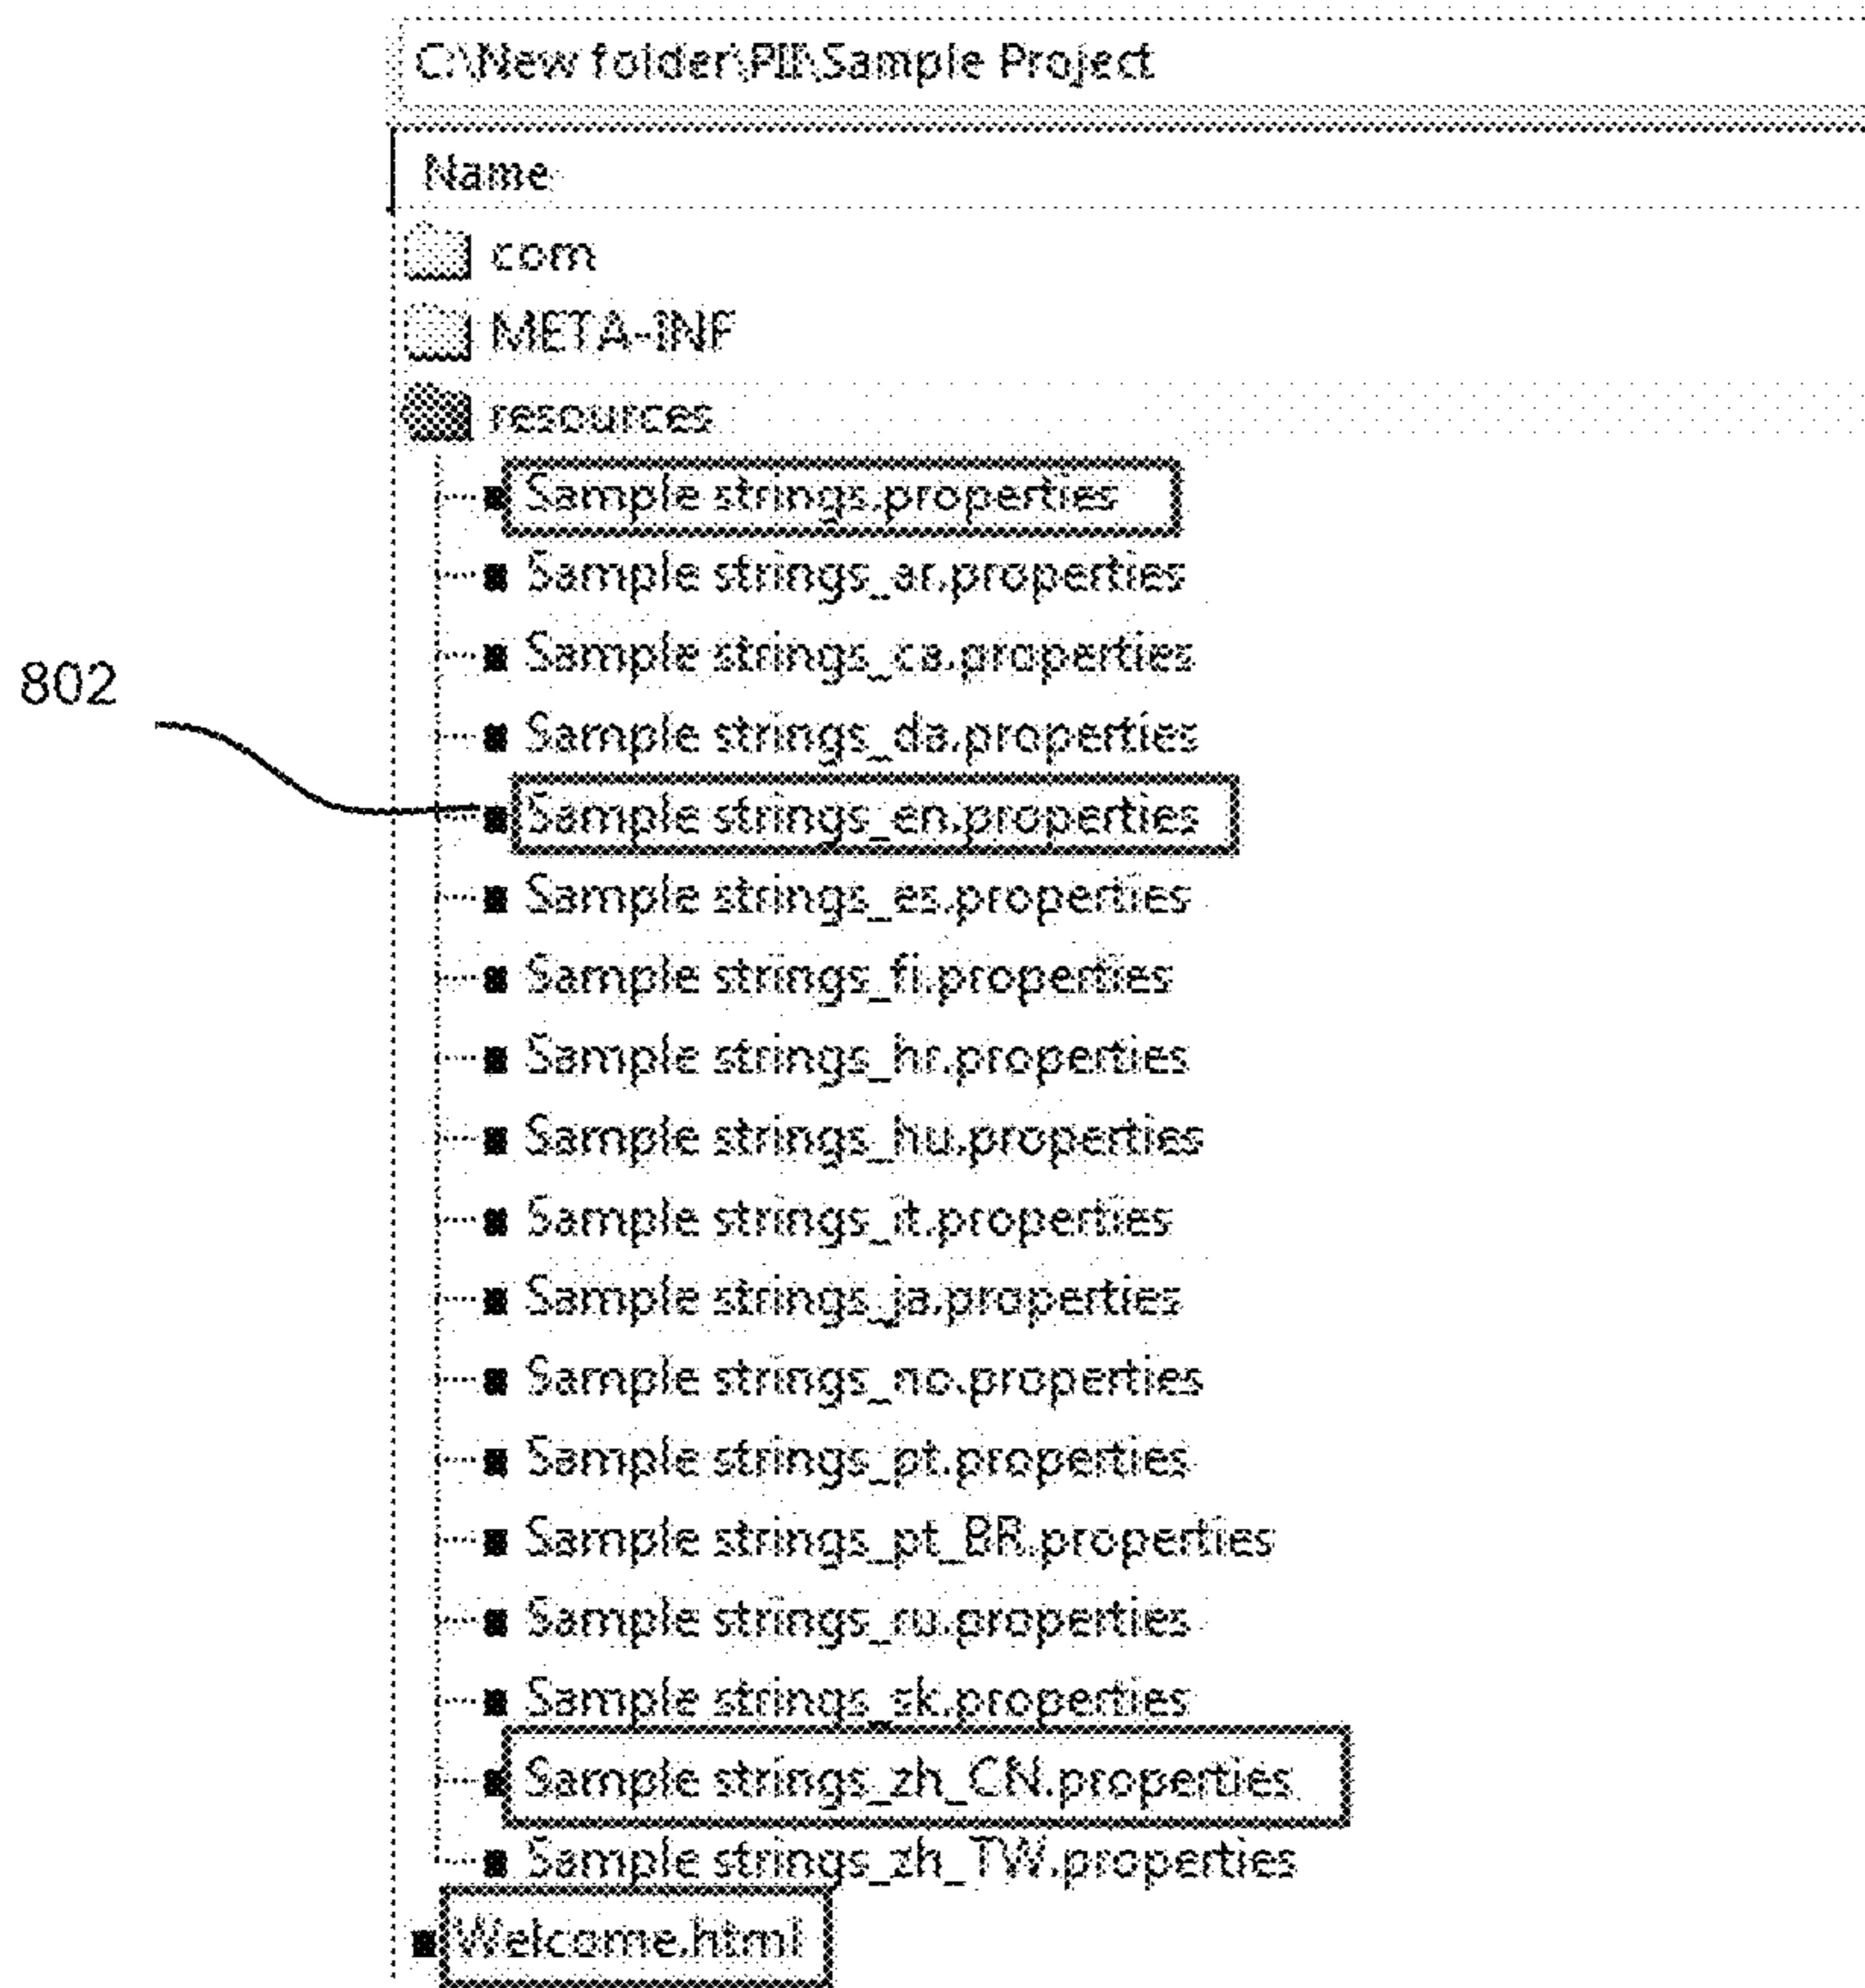 C:\New folder\PII\Sample Project
Name
com
META-INF
resources
Sample strings.properties
Sample strings_ar.properties
Sample strings_ca.properties
802
Sample strings_da.properties
Sample strings_en.properties
Sample strings_es.properties
Sample strings_fi.properties
Sample strings_hr.properties
Sample strings_hu.properties
Sample strings_it.properties
Sample strings_ja.properties
Sample strings_no.properties
Sample strings_pt.properties
Sample strings_pt_BR.properties
Sample strings_ru.properties
Sample strings_sk.properties
Sample strings_zh_CN.properties
Sample strings_zh_TW.properties
Welcome.html